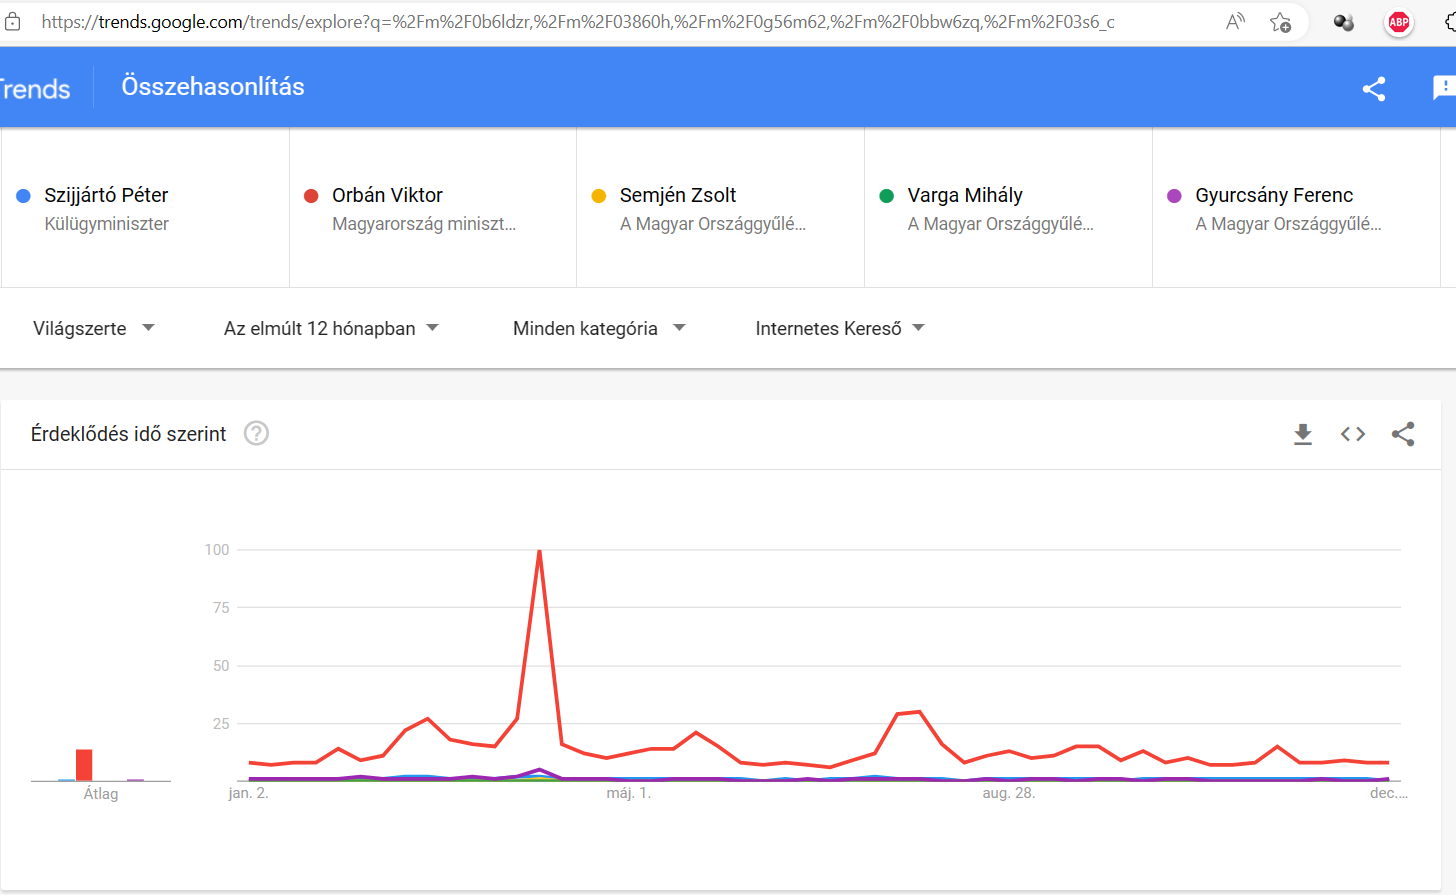 https://trends.google.com/trends/explore?q=%2Fm%2F0b6ldzr,%2Fm%2F03860h,%2Fm%2F0g56m62,%2Fm%2F0bbw6zq,%2Fm%2F03s6_c
ABP
Trends Összehasonlítás
Szijjártó Péter
Külügyminiszter
Orbán Viktor
Magyarország miniszt...
Semjén Zsolt
A Magyar Országgyűlé...
Varga Mihály
A Magyar Országgyűlé...
Gyurcsány Ferenc
A Magyar Országgyűlé...
Világszerte Az elmúlt 12 hónapban Minden kategória Internetes Kereső
Érdeklődés idő szerint
100
75
50
25
Átlag
jan. 2. máj. 1. aug. 28. dec....